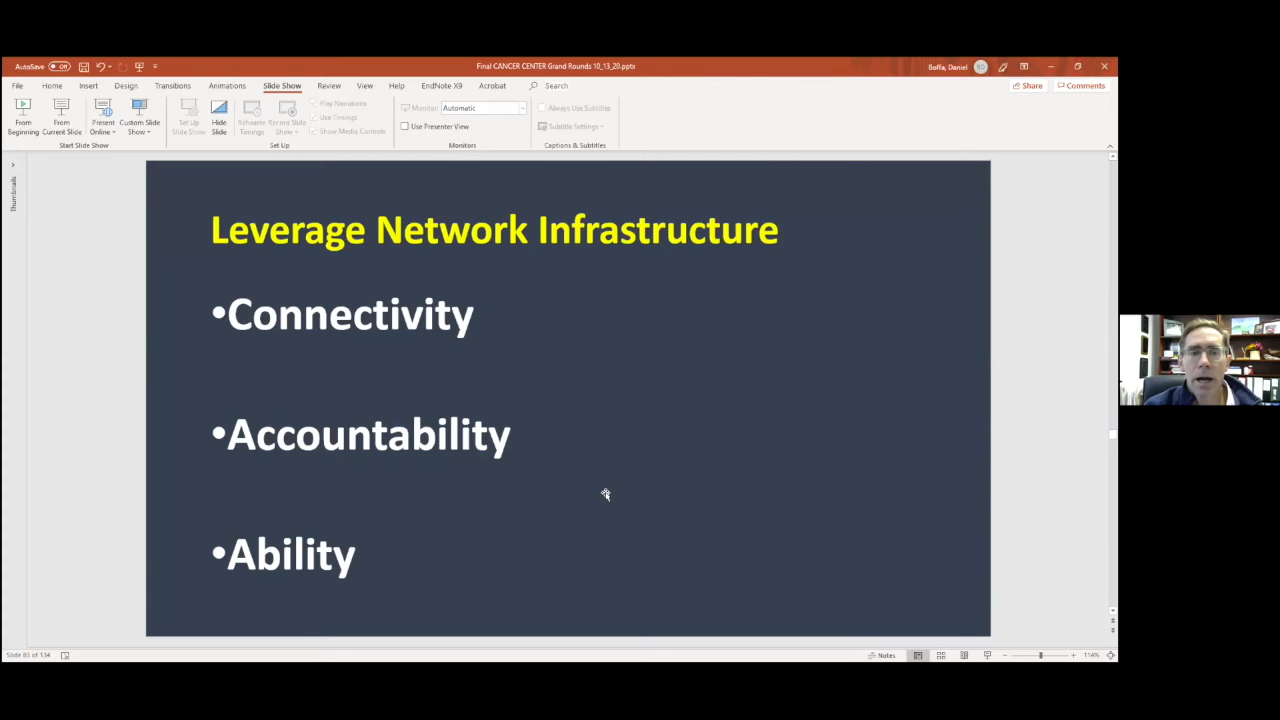 AutoSave Off
Final CANCER CENTER Grand Rounds 10_13_20.pptx
Boffa, Daniel
File Home Insert Design Transitions Animations Slide Show Review View Help EndNote X9 Acrobat Search
Share Comments
From Beginning
From Current Slide
Present Online
Custom Slide Show
Set Up Slide Show
Hide Slide
Rehearse Timings
Record Slide Show
Play Narrations
Use Timings
Show Media Controls
Monitor: Automatic
Use Presenter View
Always Use Subtitles
Subtitle Settings
Start Slide Show
Set Up
Monitors
Captions & Subtitles
Thumbnails
Leverage Network Infrastructure
•Connectivity
•Accountability
•Ability
Notes
114%